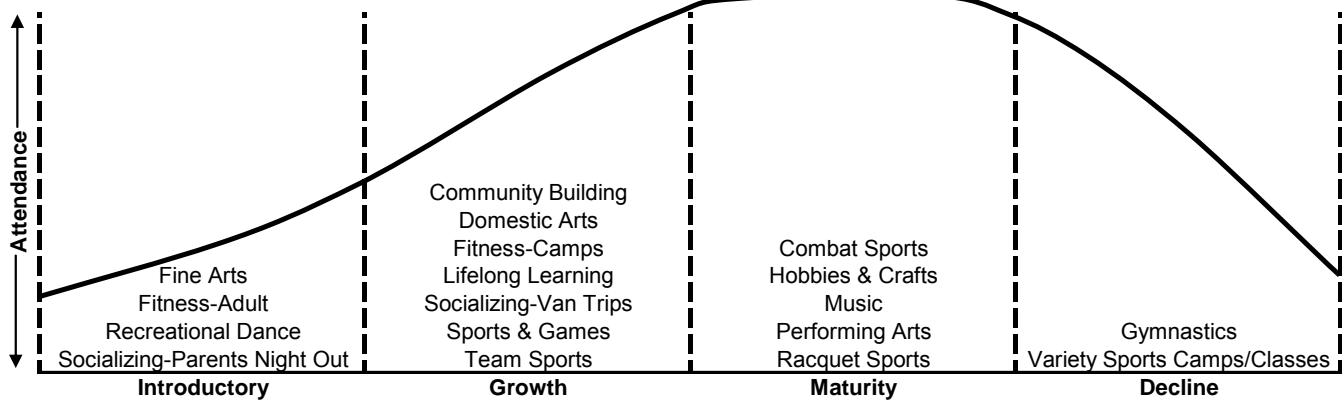 Attendance
Fine Arts
Fitness-Adult
Recreational Dance
Socializing-Parents Night Out
Introductory
Community Building
Domestic Arts
Fitness-Camps
Lifelong Learning
Socializing-Van Trips
Sports & Games
Team Sports
Growth
Combat Sports
Hobbies & Crafts
Music
Performing Arts
Racquet Sports
Maturity
Gymnastics
Variety Sports Camps/Classes
Decline